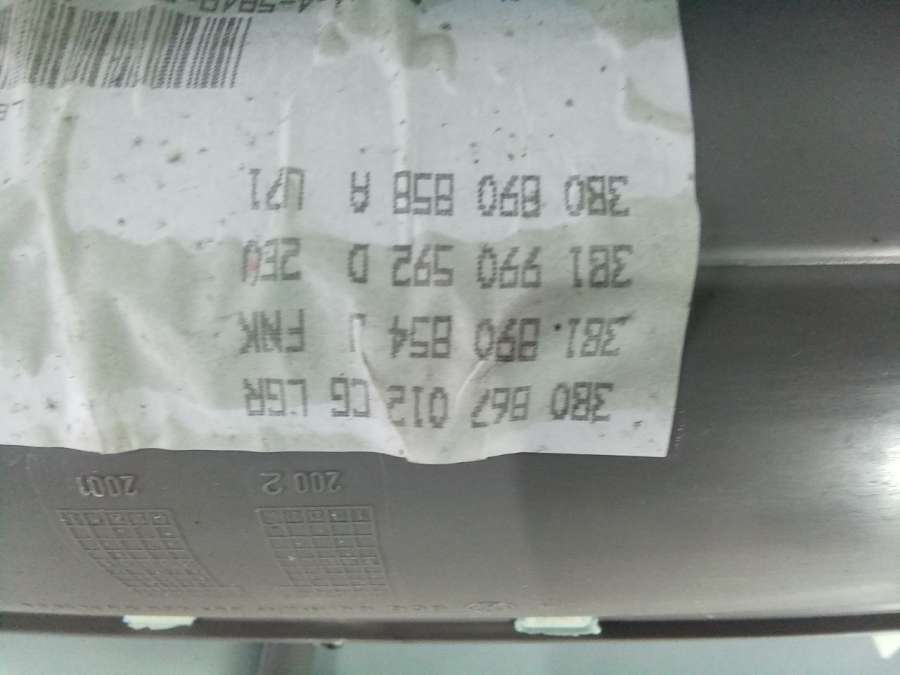 200 2 2001
3B0 867 012 CG LGR
3B1 890 854 J FNK
3B1 990 592 D 2EU
3B0 890 858 A U71